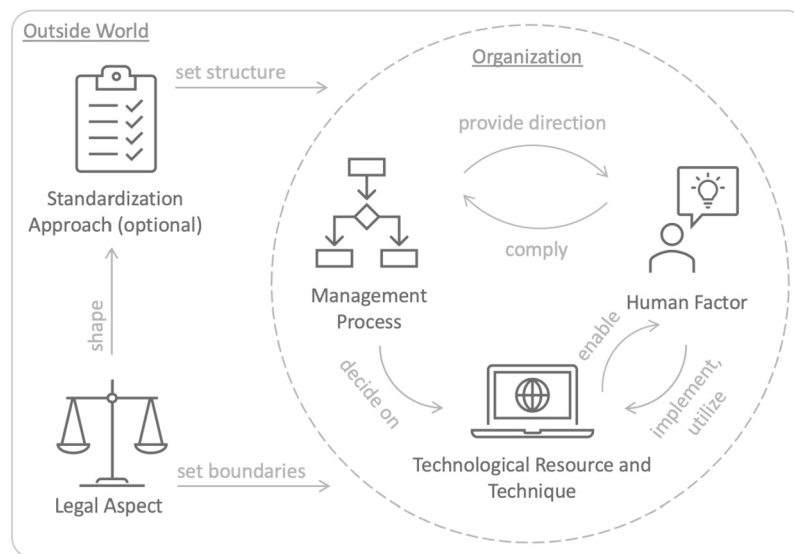 Outside World
Organization
set structure
provide direction
Standardization
Approach (optional)
comply
Management
Process
Human Factor
shape
enable
decide on
implement,
utilize
Technological Resource and
Technique
set boundaries
Legal Aspect